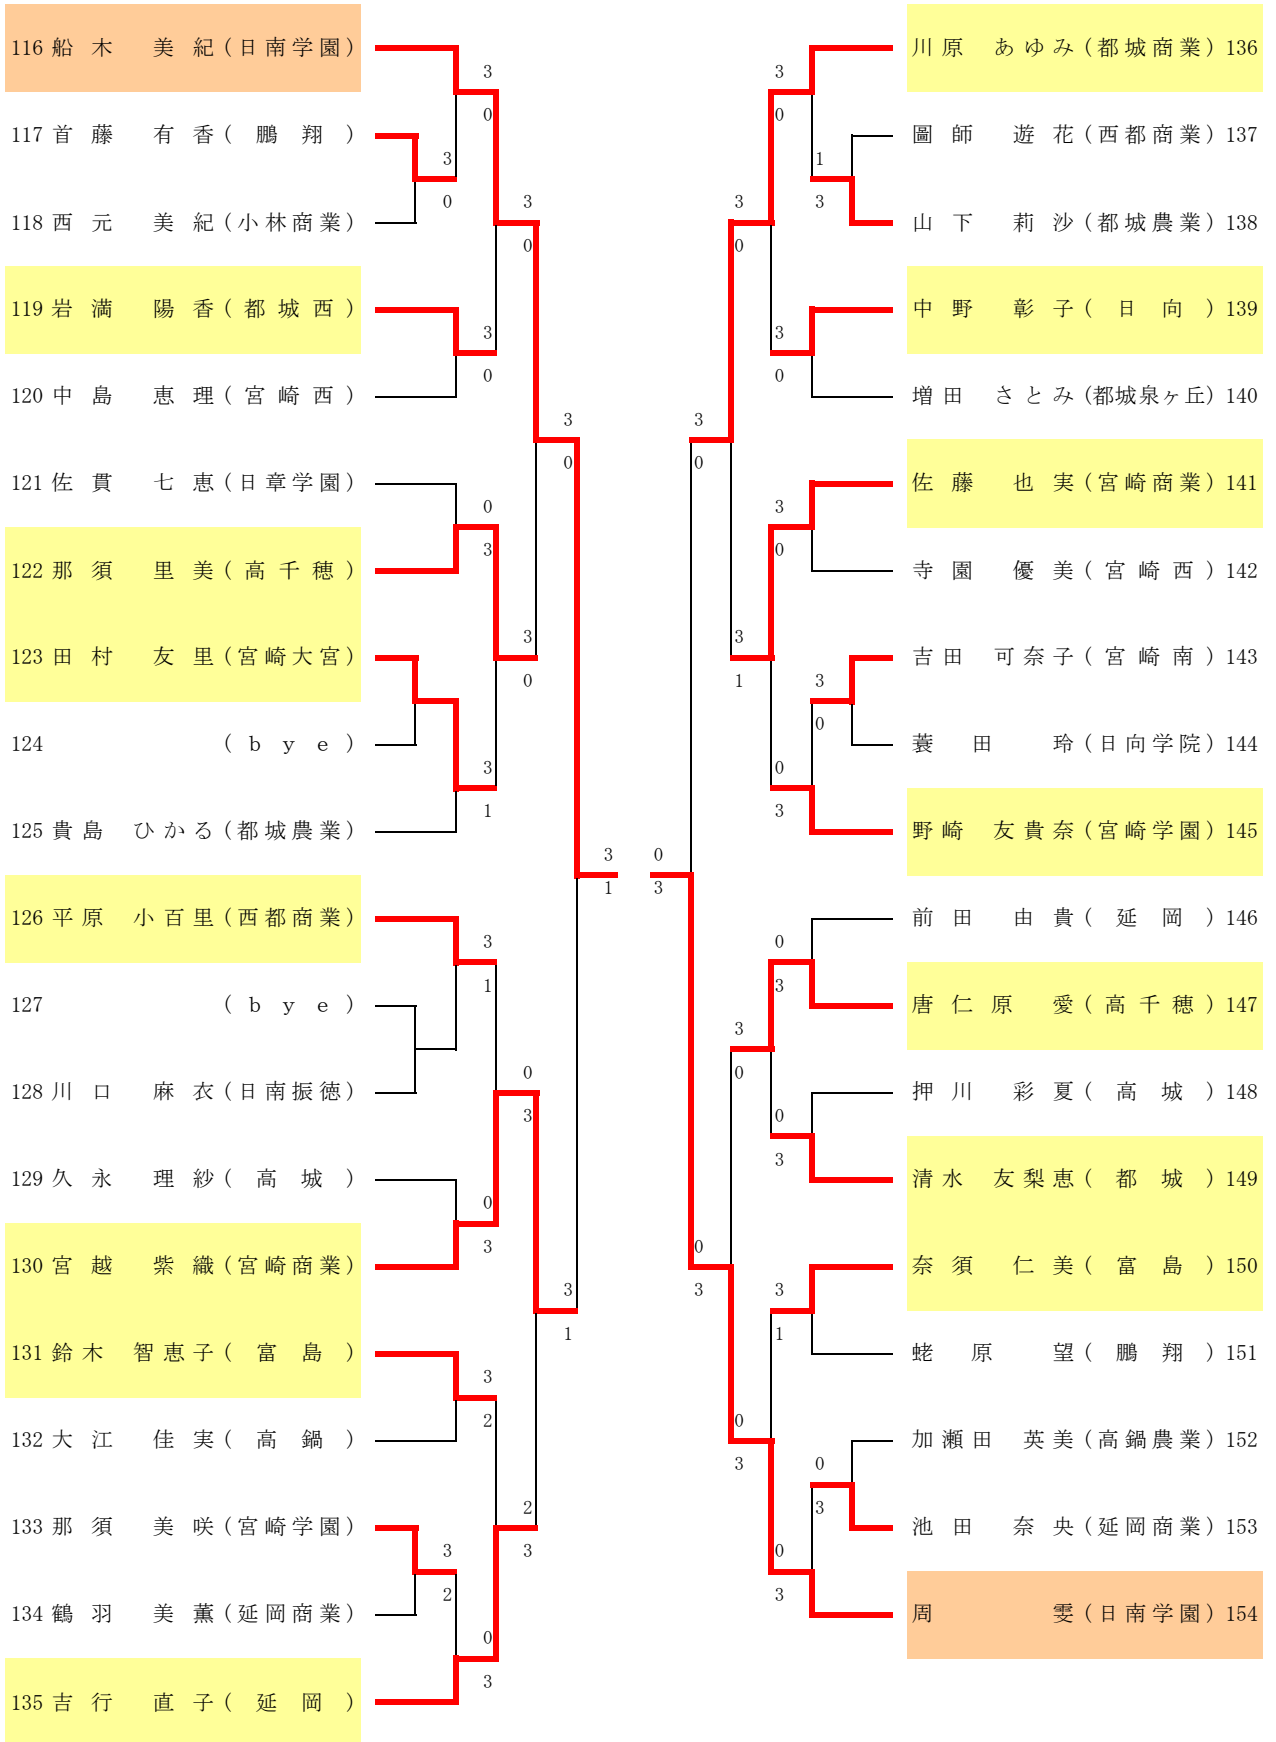 116 船木 美紀 (日南学園)
117 首藤 有香 (鵬翔)
118 西元 美紀 (小林商業)
119 岩満 陽香 (都城西)
120 中島 恵理 (宮崎西)
121 佐貫 七恵 (日章学園)
122 那須 里美 (高千穂)
123 田村 友里 (宮崎大宮)
124 (bye)
125 貴島 ひかる (都城農業)
126 平原 小百里 (西都商業)
127 (bye)
128 川口 麻衣 (日南振徳)
129 久永 理紗 (高城)
130 宮越 紫織 (宮崎商業)
131 鈴木 智恵子 (富島)
132 大江 佳実 (高鍋)
133 那須 美咲 (宮崎学園)
134 鶴羽 美薫 (延岡商業)
135 吉行 直子 (延岡)
3
0
3
0
3
0
0
3
3
1
3
1
0
3
3
2
3
2
0
3
3
0
3
0
0
3
2
3
3
0
3
1
3
1
0
3
3
0
0
3
3
0
3
1
3
0
0
3
3
0
3
0
3
0
0
3
0
3
0
3
3
1
0
3
1
3
3
0
0
3
川原 あゆみ (都城商業) 136
圖師 遊花 (西都商業) 137
山下 莉沙 (都城農業) 138
中野 彰子 (日向) 139
増田 さとみ (都城泉ヶ丘) 140
佐藤 也実 (宮崎商業) 141
寺園 優美 (宮崎西) 142
吉田 可奈子 (宮崎南) 143
蓑田 玲 (日向学院) 144
野崎 友貴奈 (宮崎学園) 145
前田 由貴 (延岡) 146
唐仁原 愛 (高千穂) 147
押川 彩夏 (高城) 148
清水 友梨恵 (都城) 149
奈須 仁美 (富島) 150
蛯原 望 (鵬翔) 151
加瀬田 英美 (高鍋農業) 152
池田 奈央 (延岡商業) 153
周 雯 (日南学園) 154